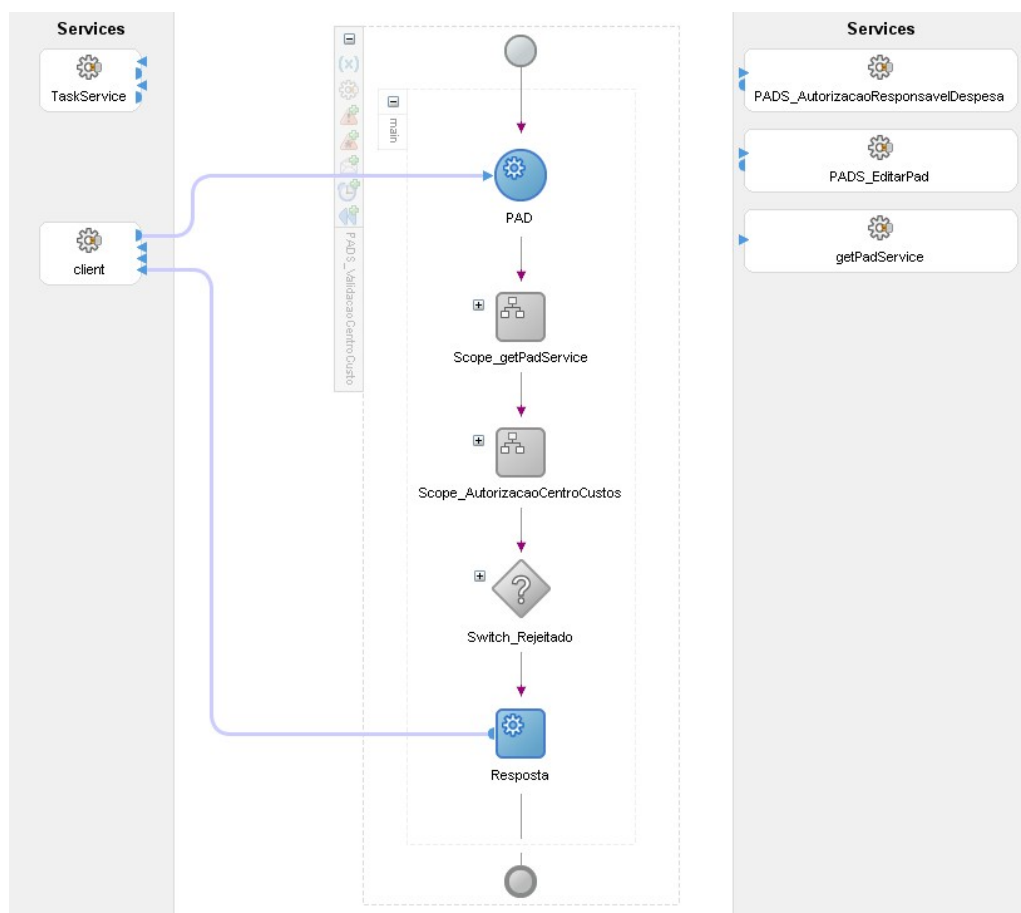 Services
TaskService
client
(x)
main
PADS_ValidacaoCentroCusto
PAD
Scope_getPadService
Scope_AutorizacaoCentroCustos
?
Switch_Rejeitado
Resposta
Services
PADS_AutorizacaoResponsavelDespesa
PADS_EditarPad
getPadService